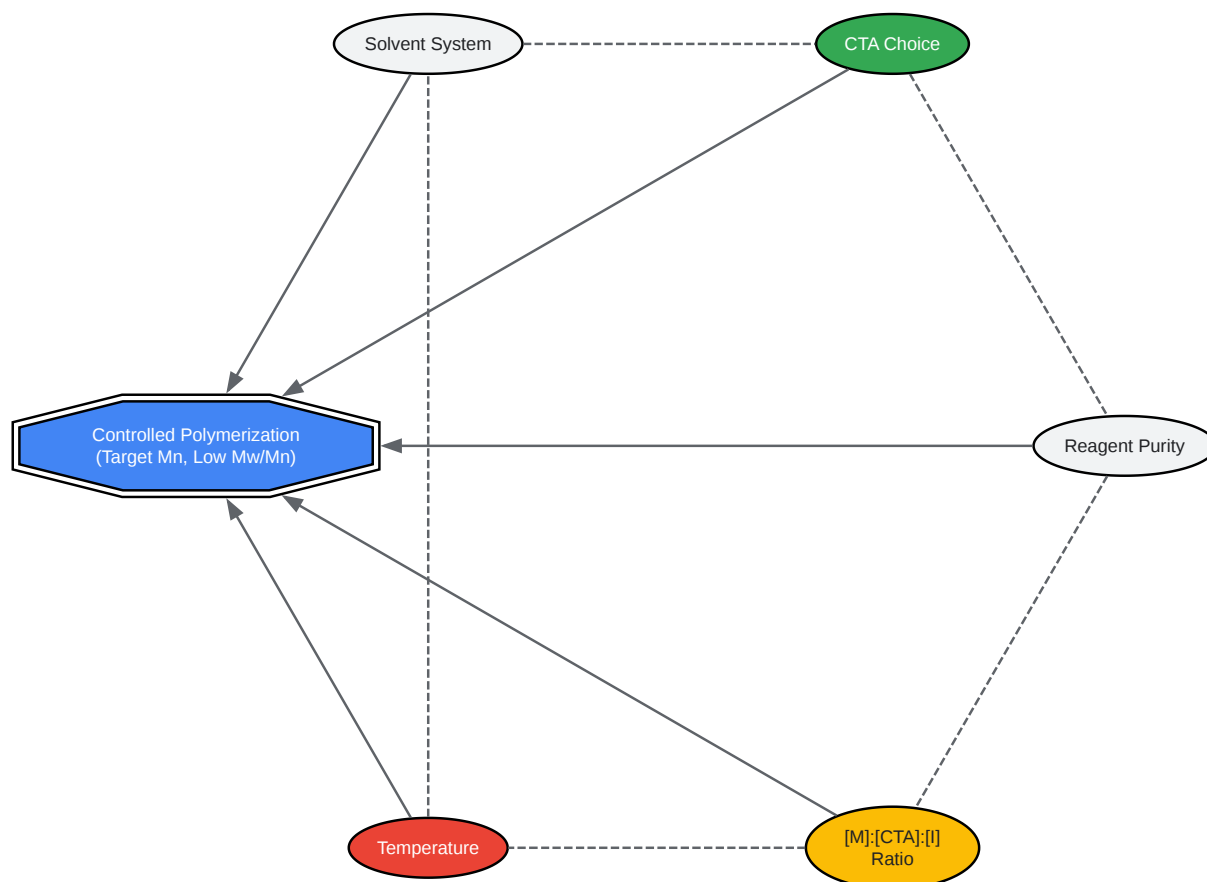 Solvent System
CTA Choice
Controlled Polymerization
(Target Mn, Low Mw/Mn)
Reagent Purity
Temperature
[M]:[CTA]:[I]
Ratio